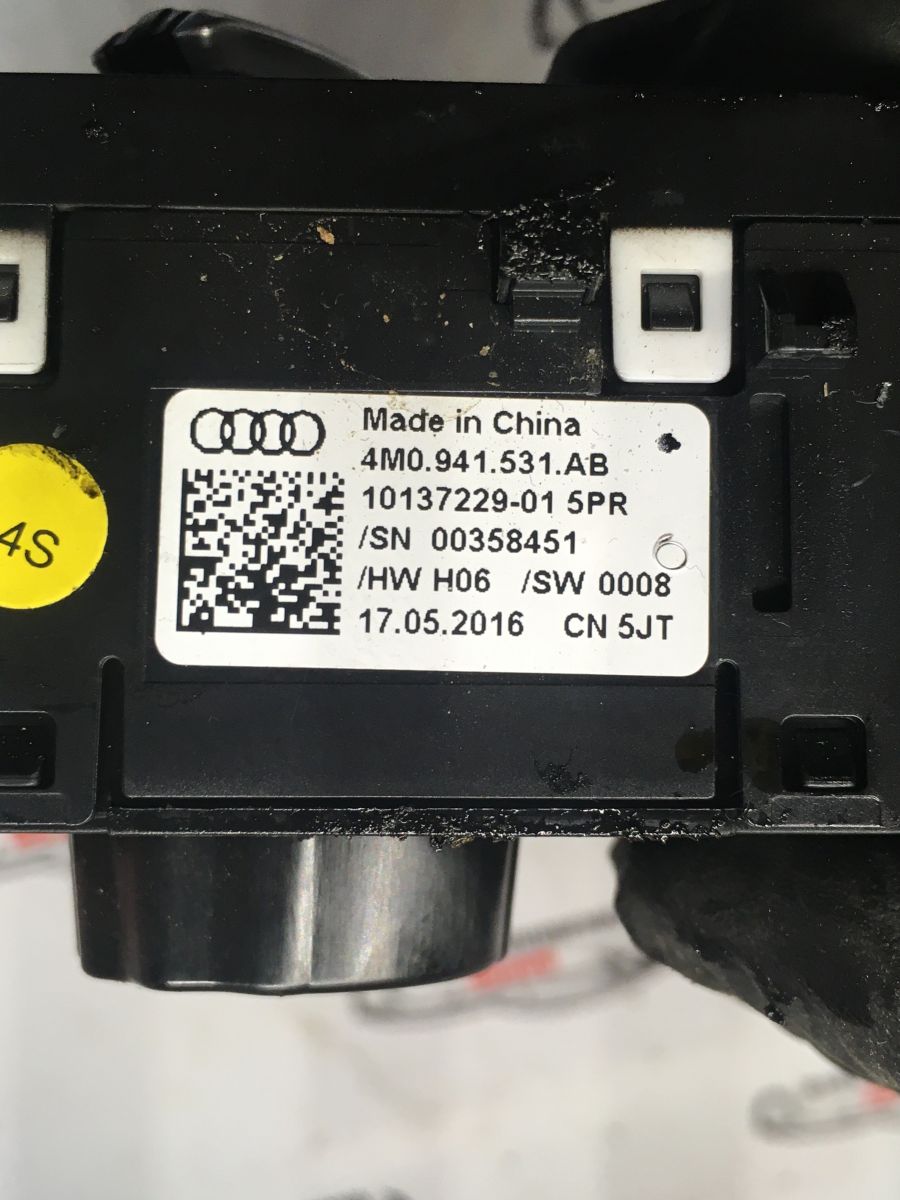 Made in China
4M0.941.531.AB
10137229-01 5PR
/SN 00358451
/HW H06 /SW 0008
17.05.2016 CN 5JT
4S